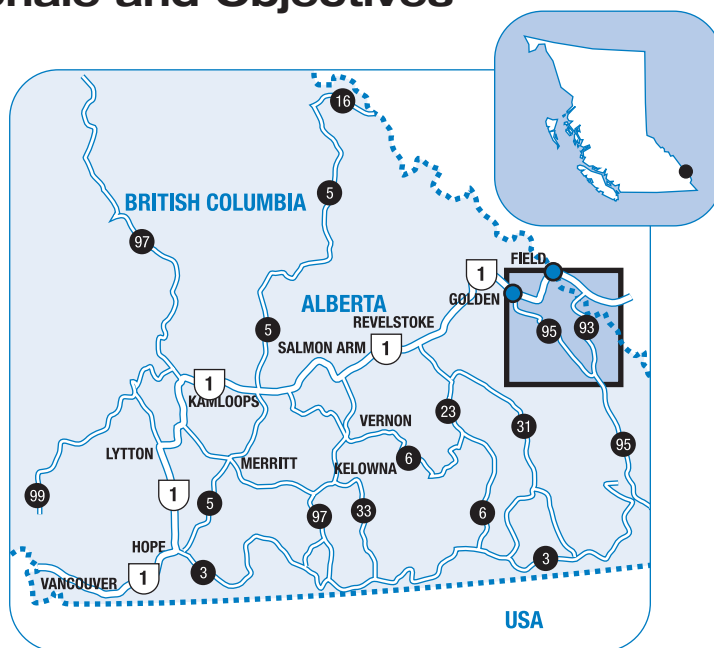 and Objectives
16
BRITISH COLUMBIA
5
97
FIELD
1
GOLDEN
ALBERTA
REVELSTOKE
5
95
93
SALMON ARM
1
1
KAMLOOPS
VERNON
23
31
LYTTON
MERRITT
KELOWNA
6
95
99
1
5
97
33
6
HOPE
3
3
VANCOUVER
1
USA